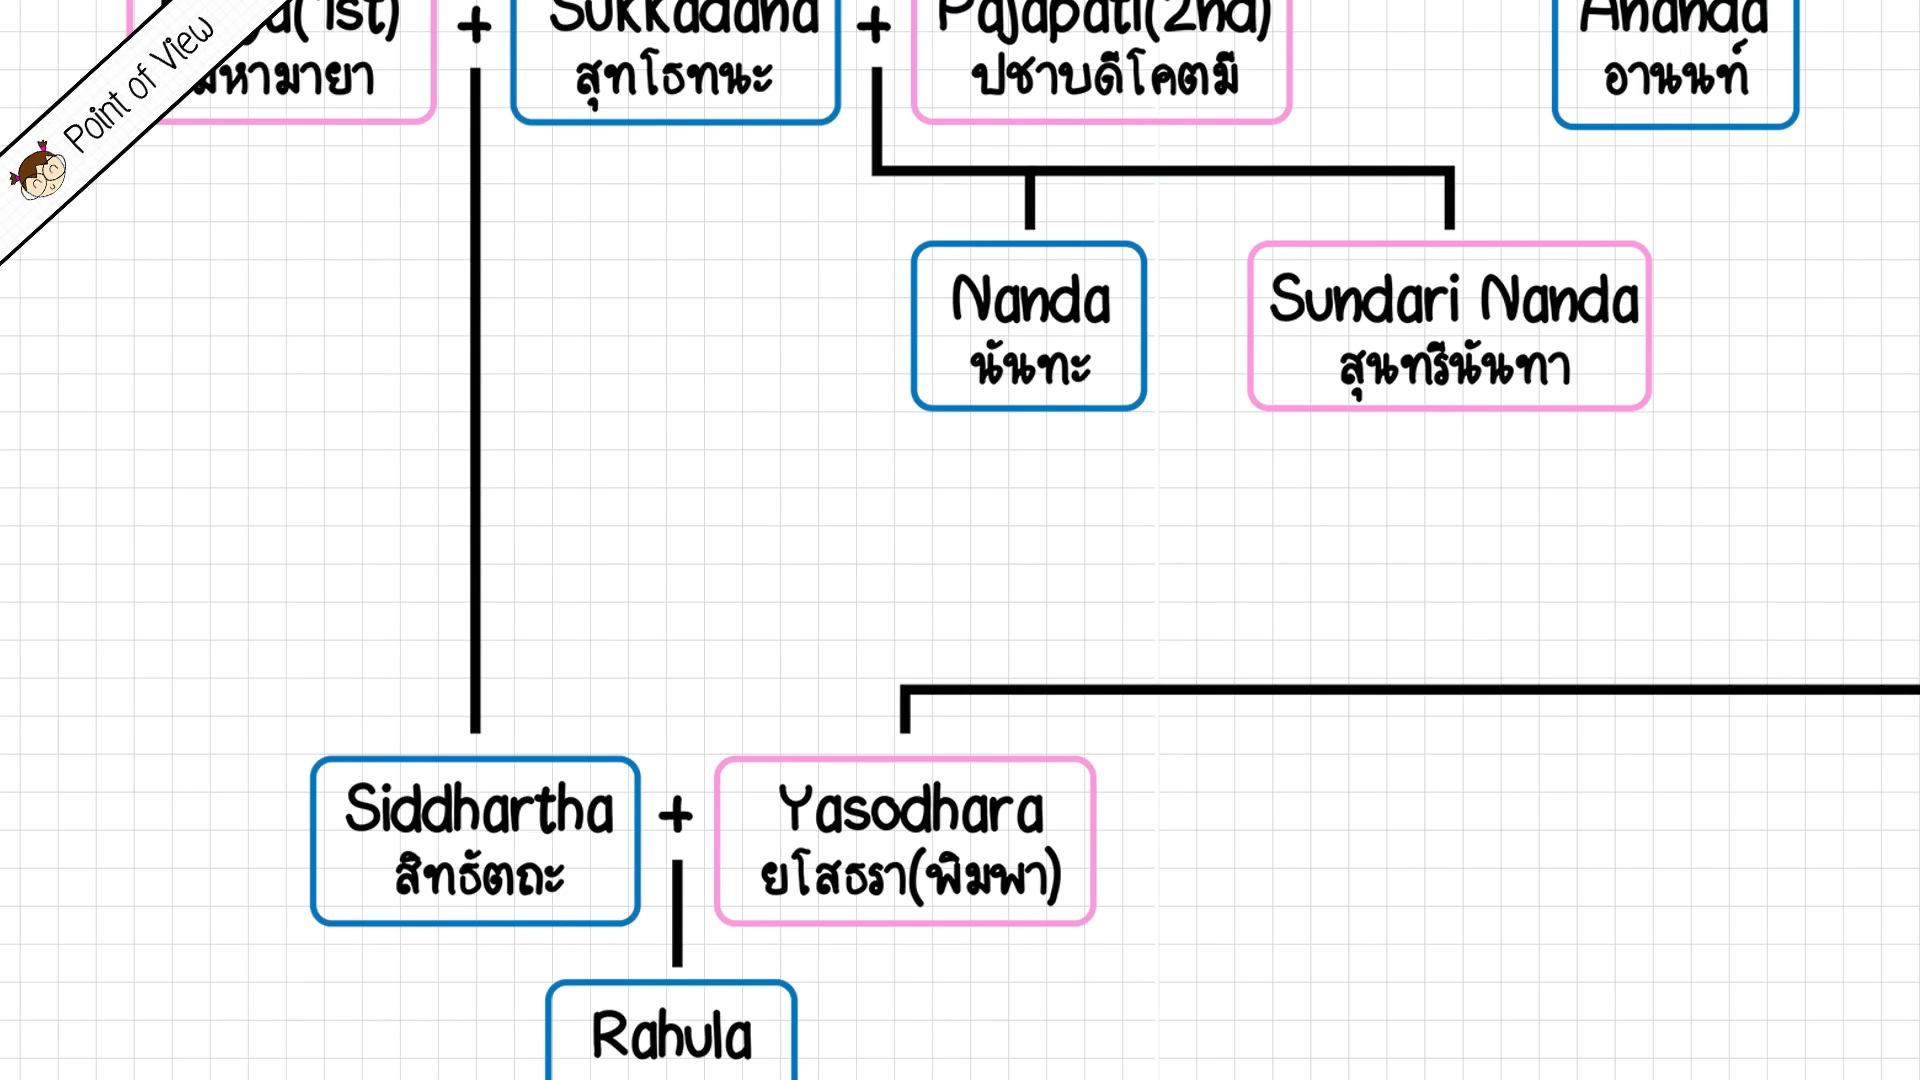 Point of View
Sukkadana
Pajapati(2nd)
Ananda
มหามายา
สุทโธทนะ
ปชาบดีโคตมี
อานนท์
+
+
Nanda
นันทะ
Sundari Nanda
สุนทรีนันทา
Siddhartha
สิทธัตถะ
+
Yasodhara
ยโสธรา(พิมพา)
Rahula